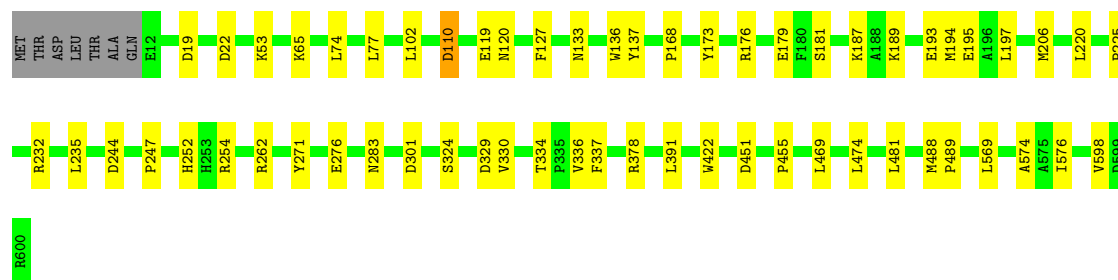 MET THR ASP LEU THR ALA GLN E12 D19 D22 K53 K65 L74 L77 L102 D110 E119 N120 F127 N133 W136 Y137 P168 Y173 R176 E179 F180 S181 K187 A188 K189 E193 M194 E195 A196 L197 M206 L220
R232 L235 D244 P247 H252 H253 R254 R262 Y271 E276 N283 D301 S324 D329 V330 T334 P335 V336 F337 R378 L391 W422 D451 P455 L469 L474 L481 M488 P489 L569 A574 A575 I576 V598 D599
R600